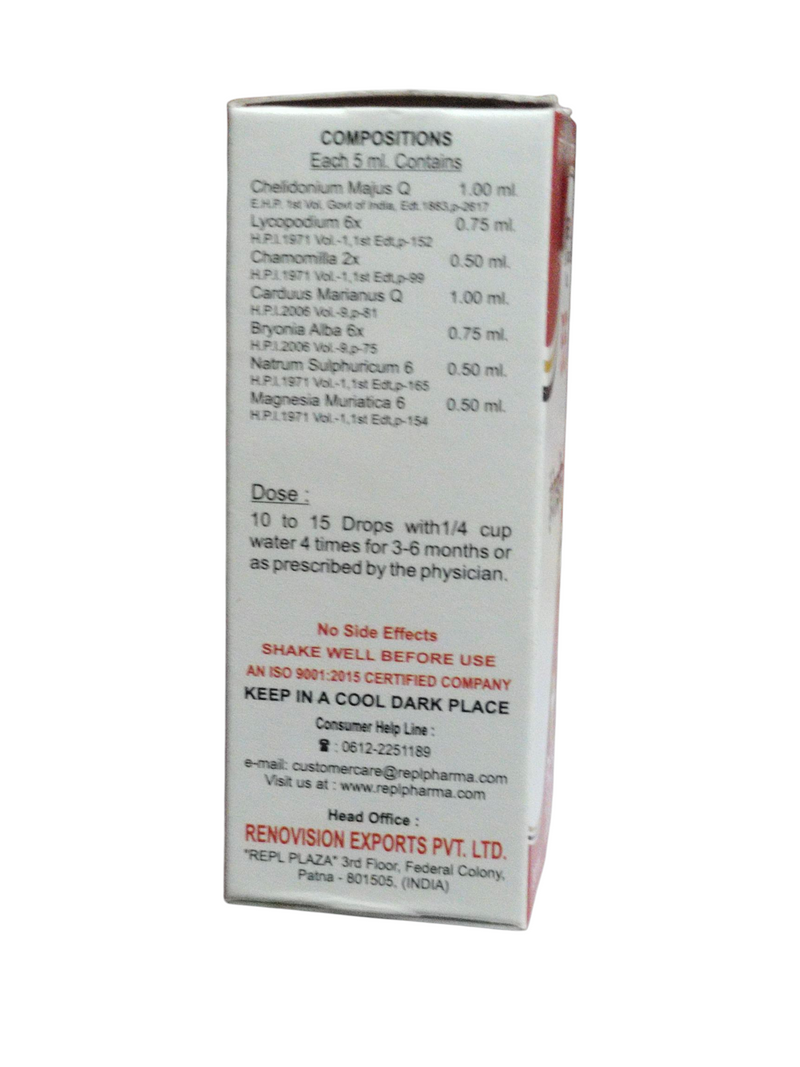 COMPOSITIONS
Each 5 ml. Contains
Chelidonium Majus Q 1.00 ml.
E.H.P. 1st Vol, Govt of India, Edt.1883,p-2617
Lycopodium 6x 0.75 ml.
H.P.I.1971 Vol.-1,1st Edt,p-152
Chamomilla 2x 0.50 ml.
H.P.I.1971 Vol.-1,1st Edt,p-99
Carduus Marianus Q 1.00 ml.
H.P.I.2006 Vol.-9,p-81
Bryonia Alba 6x 0.75 ml.
H.P.I.2006 Vol.-9,p-75
Natrum Sulphuricum 6 0.50 ml.
H.P.I.1971 Vol.-1,1st Edt,p-165
Magnesia Muriatica 6 0.50 ml.
H.P.I.1971 Vol.-1,1st Edt,p-154
Dose :
10 to 15 Drops with1/4 cup
water 4 times for 3-6 months or
as prescribed by the physician.
No Side Effects
SHAKE WELL BEFORE USE
AN ISO 9001:2015 CERTIFIED COMPANY
KEEP IN A COOL DARK PLACE
Consumer Help Line :
: 0612-2251189
e-mail: customercare@replpharma.com
Visit us at : www.replpharma.com
Head Office :
RENOVISION EXPORTS PVT. LTD.
"REPL PLAZA" 3rd Floor, Federal Colony,
Patna - 801505, (INDIA)